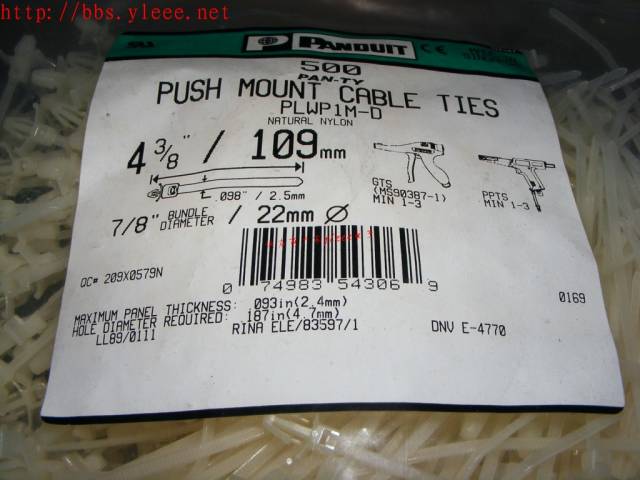 http://bbs.yleee.net
PANDUIT CE
500
PAN-TY
PUSH MOUNT CABLE TIES
PLWP1M-D
NATURAL NYLON
4 3/8" / 109mm
.098" / 2.5mm
GTS
(MS90387-1)
MIN 1-3
PPTS
MIN 1-3
7/8" BUNDLE DIAMETER / 22mm Ø
QC# 209X0579N
0 74983 54306 9
0169
MAXIMUM PANEL THICKNESS: .093in(2.4mm)
HOLE DIAMETER REQUIRED: .187in(4.7mm)
LL89/0111 RINA ELE/83597/1 DNV E-4770